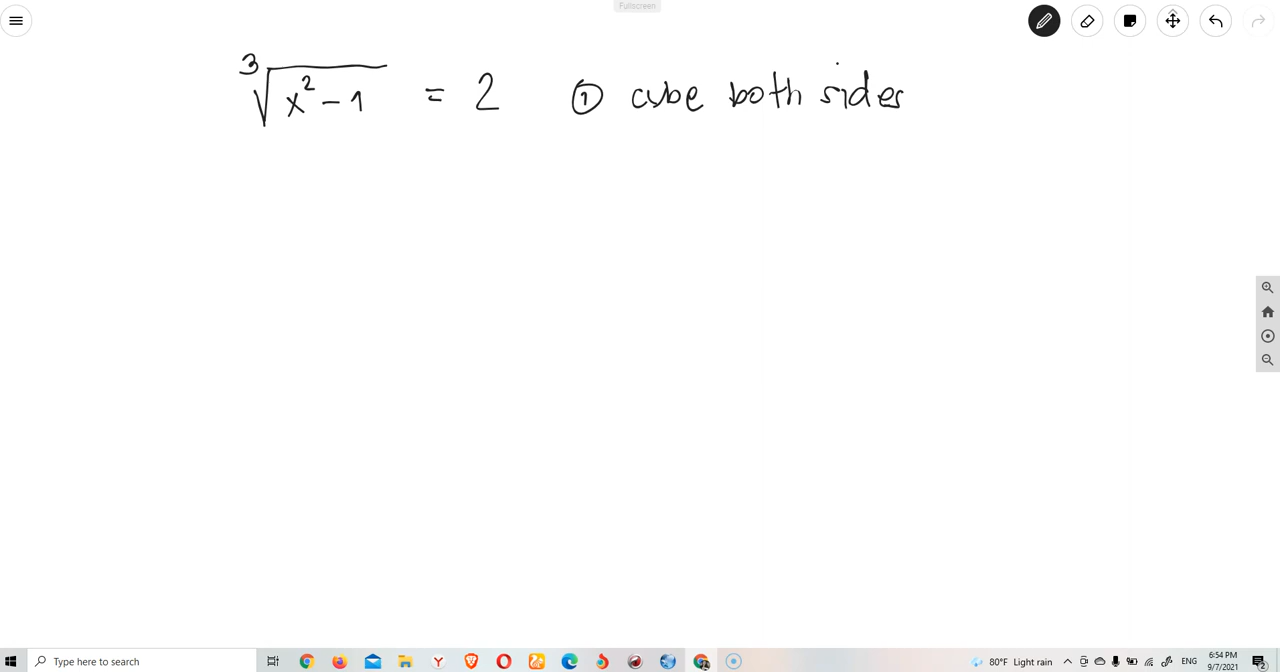 Fullscreen
∛(x² − 1) = 2 ① cube both sides
Type here to search
80°F Light rain
ENG
6:54 PM
9/7/2021
2